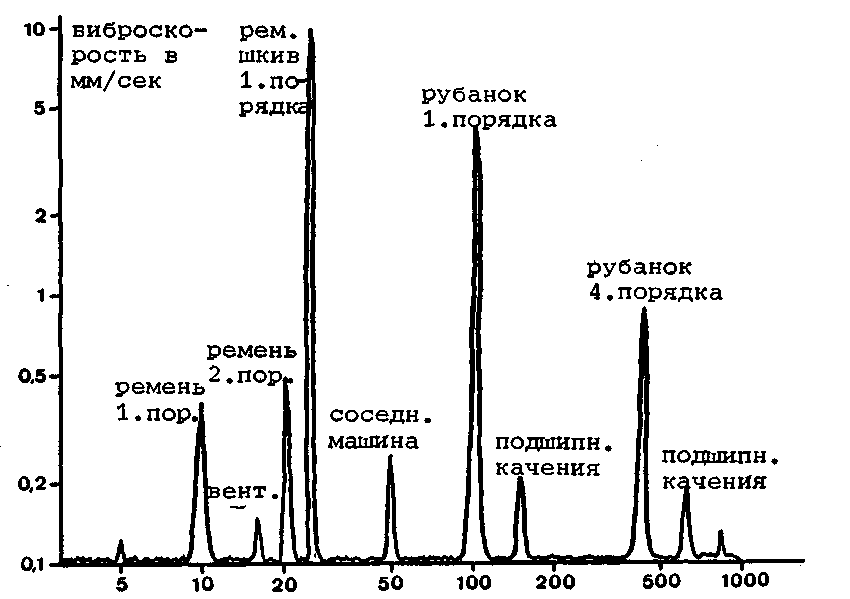 10
виброско-
рость в
мм/сек
рем.
шкив
1.по-
рядка
5
рубанок
1.порядка
2
рубанок
4.порядка
1
ремень
2.пор.
0,5
ремень
1.пор.
соседн.
машина
подшипн.
качения
подшипн.
качения
0,2
вент.
0,1
5 10 20 50 100 200 500 1000